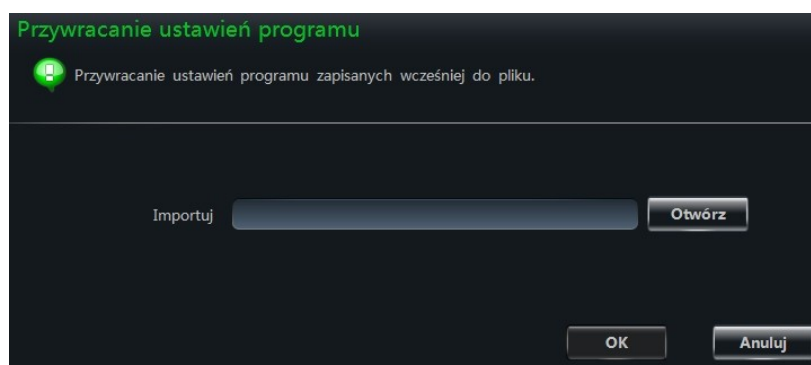 Przywracanie ustawień programu
Przywracanie ustawień programu zapisanych wcześniej do pliku.
Importuj
Otwórz
OK
Anuluj